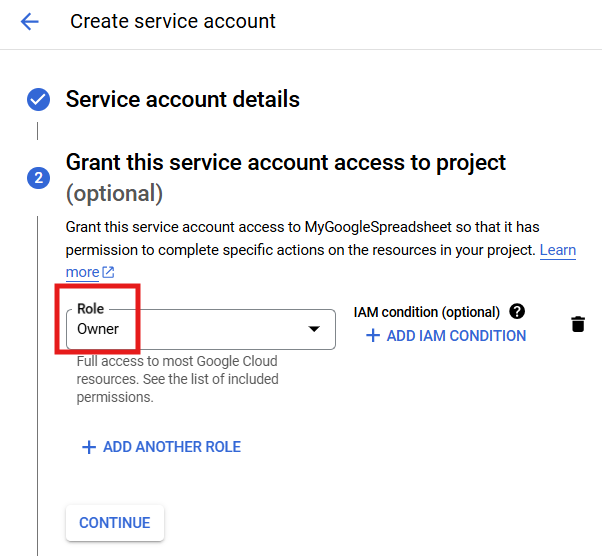 Create service account
Service account details
2
Grant this service account access to project
(optional)
Grant this service account access to MyGoogleSpreadsheet so that it has
permission to complete specific actions on the resources in your project. Learn
more
Role
Owner
Full access to most Google Cloud
resources. See the list of included
permissions.
IAM condition (optional) ?
+ ADD IAM CONDITION
+ ADD ANOTHER ROLE
CONTINUE